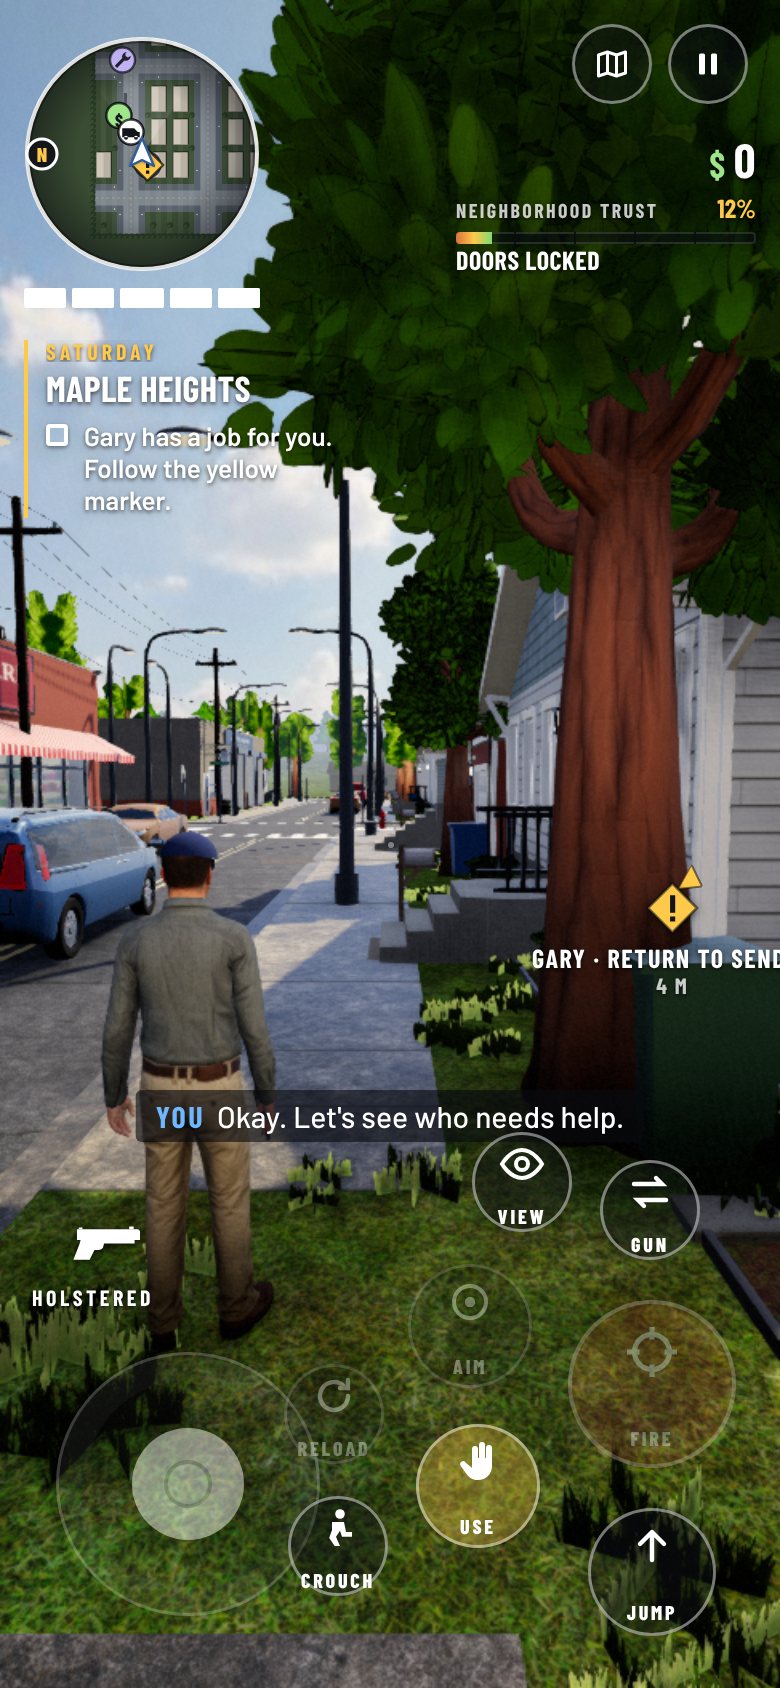 N
$
$ 0
NEIGHBORHOOD TRUST 12%
DOORS LOCKED
SATURDAY
MAPLE HEIGHTS
Gary has a job for you.
Follow the yellow
marker.
!
GARY · RETURN TO SEND
4 M
YOU Okay. Let's see who needs help.
VIEW
GUN
HOLSTERED
AIM
FIRE
RELOAD
USE
CROUCH
JUMP